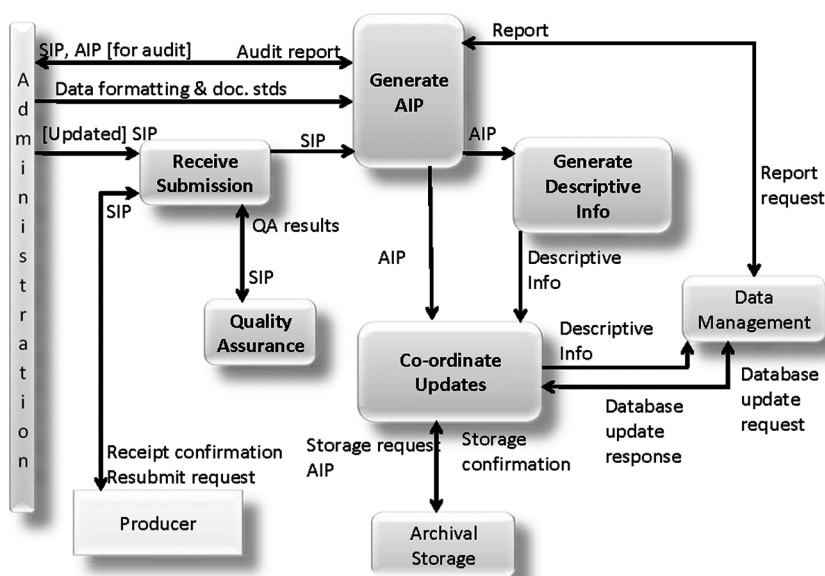 Administration
SIP, AIP [for audit]
Audit report
Generate
AIP
Report
Data formatting & doc. stds
[Updated] SIP
Receive
Submission
SIP
AIP
Generate
Descriptive
Info
Report
request
SIP
QA results
SIP
Quality
Assurance
AIP
Descriptive
Info
Data
Management
Co-ordinate
Updates
Descriptive
Info
Database
update
response
Database
update
request
Receipt confirmation
Resubmit request
Producer
Storage request
AIP
Storage
confirmation
Archival
Storage